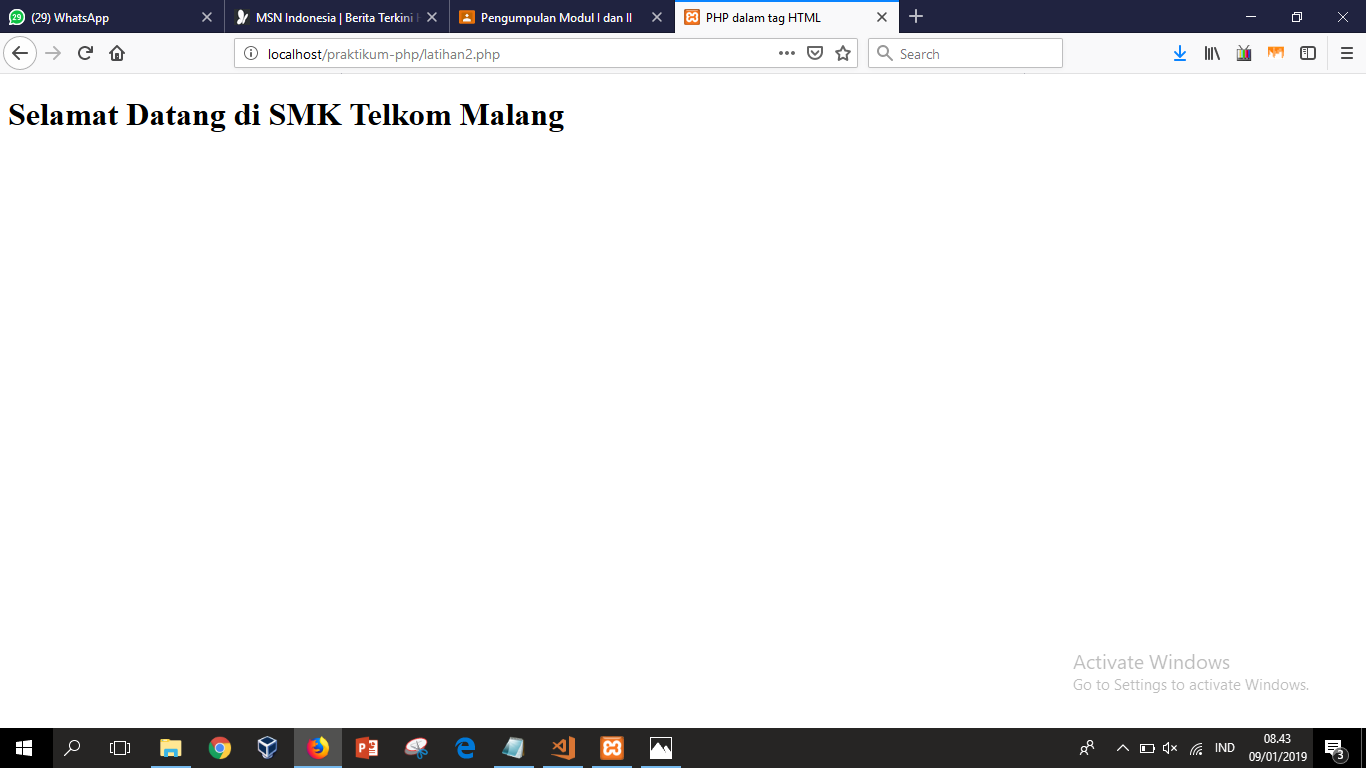 29 (29) WhatsApp
MSN Indonesia | Berita Terkini
Pengumpulan Modul I dan II
PHP dalam tag HTML
localhost/praktikum-php/latihan2.php
Search
Selamat Datang di SMK Telkom Malang
Activate Windows
Go to Settings to activate Windows.
IND
08.43
09/01/2019
3